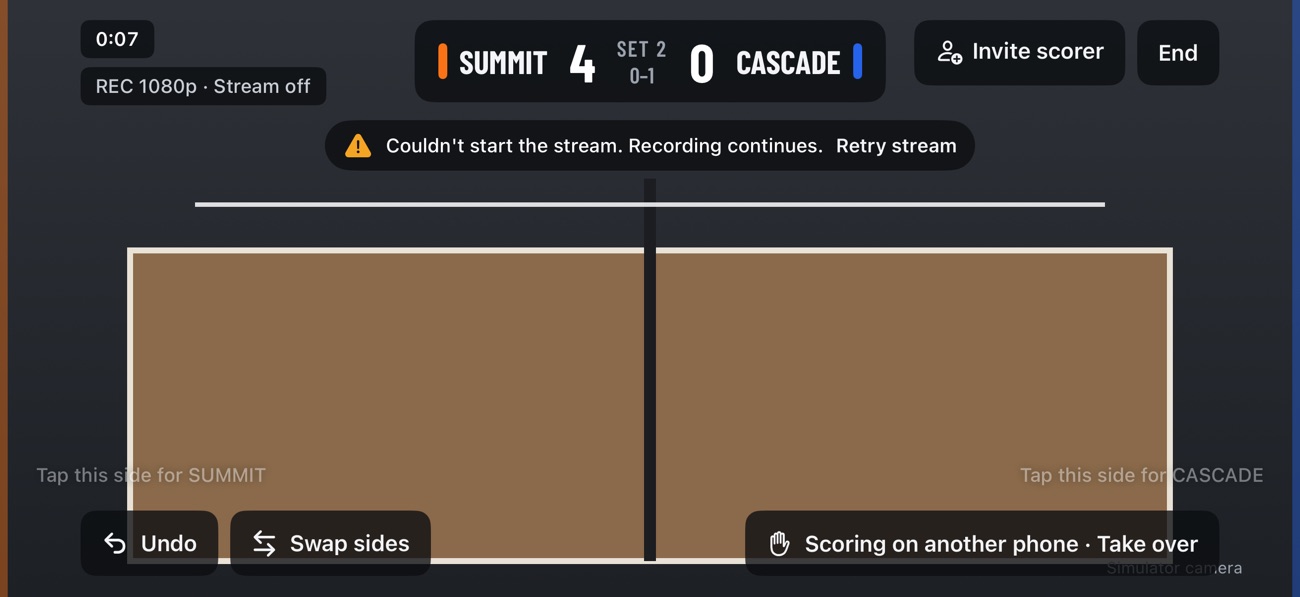 0:07
REC 1080p · Stream off
SUMMIT 4 SET 2 0 CASCADE
0-1
Invite scorer
End
Couldn't start the stream. Recording continues. Retry stream
Tap this side for SUMMIT
Tap this side for CASCADE
Undo
Swap sides
Scoring on another phone · Take over
Simulator camera